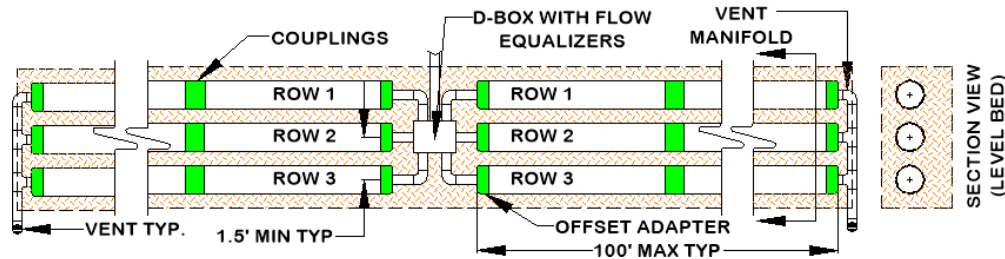 COUPLINGS
D-BOX WITH FLOW
EQUALIZERS
VENT
MANIFOLD
ROW 1
ROW 2
ROW 3
ROW 1
ROW 2
ROW 3
VENT TYP.
1.5' MIN TYP
OFFSET ADAPTER
100' MAX TYP
SECTION VIEW
(LEVEL BED)